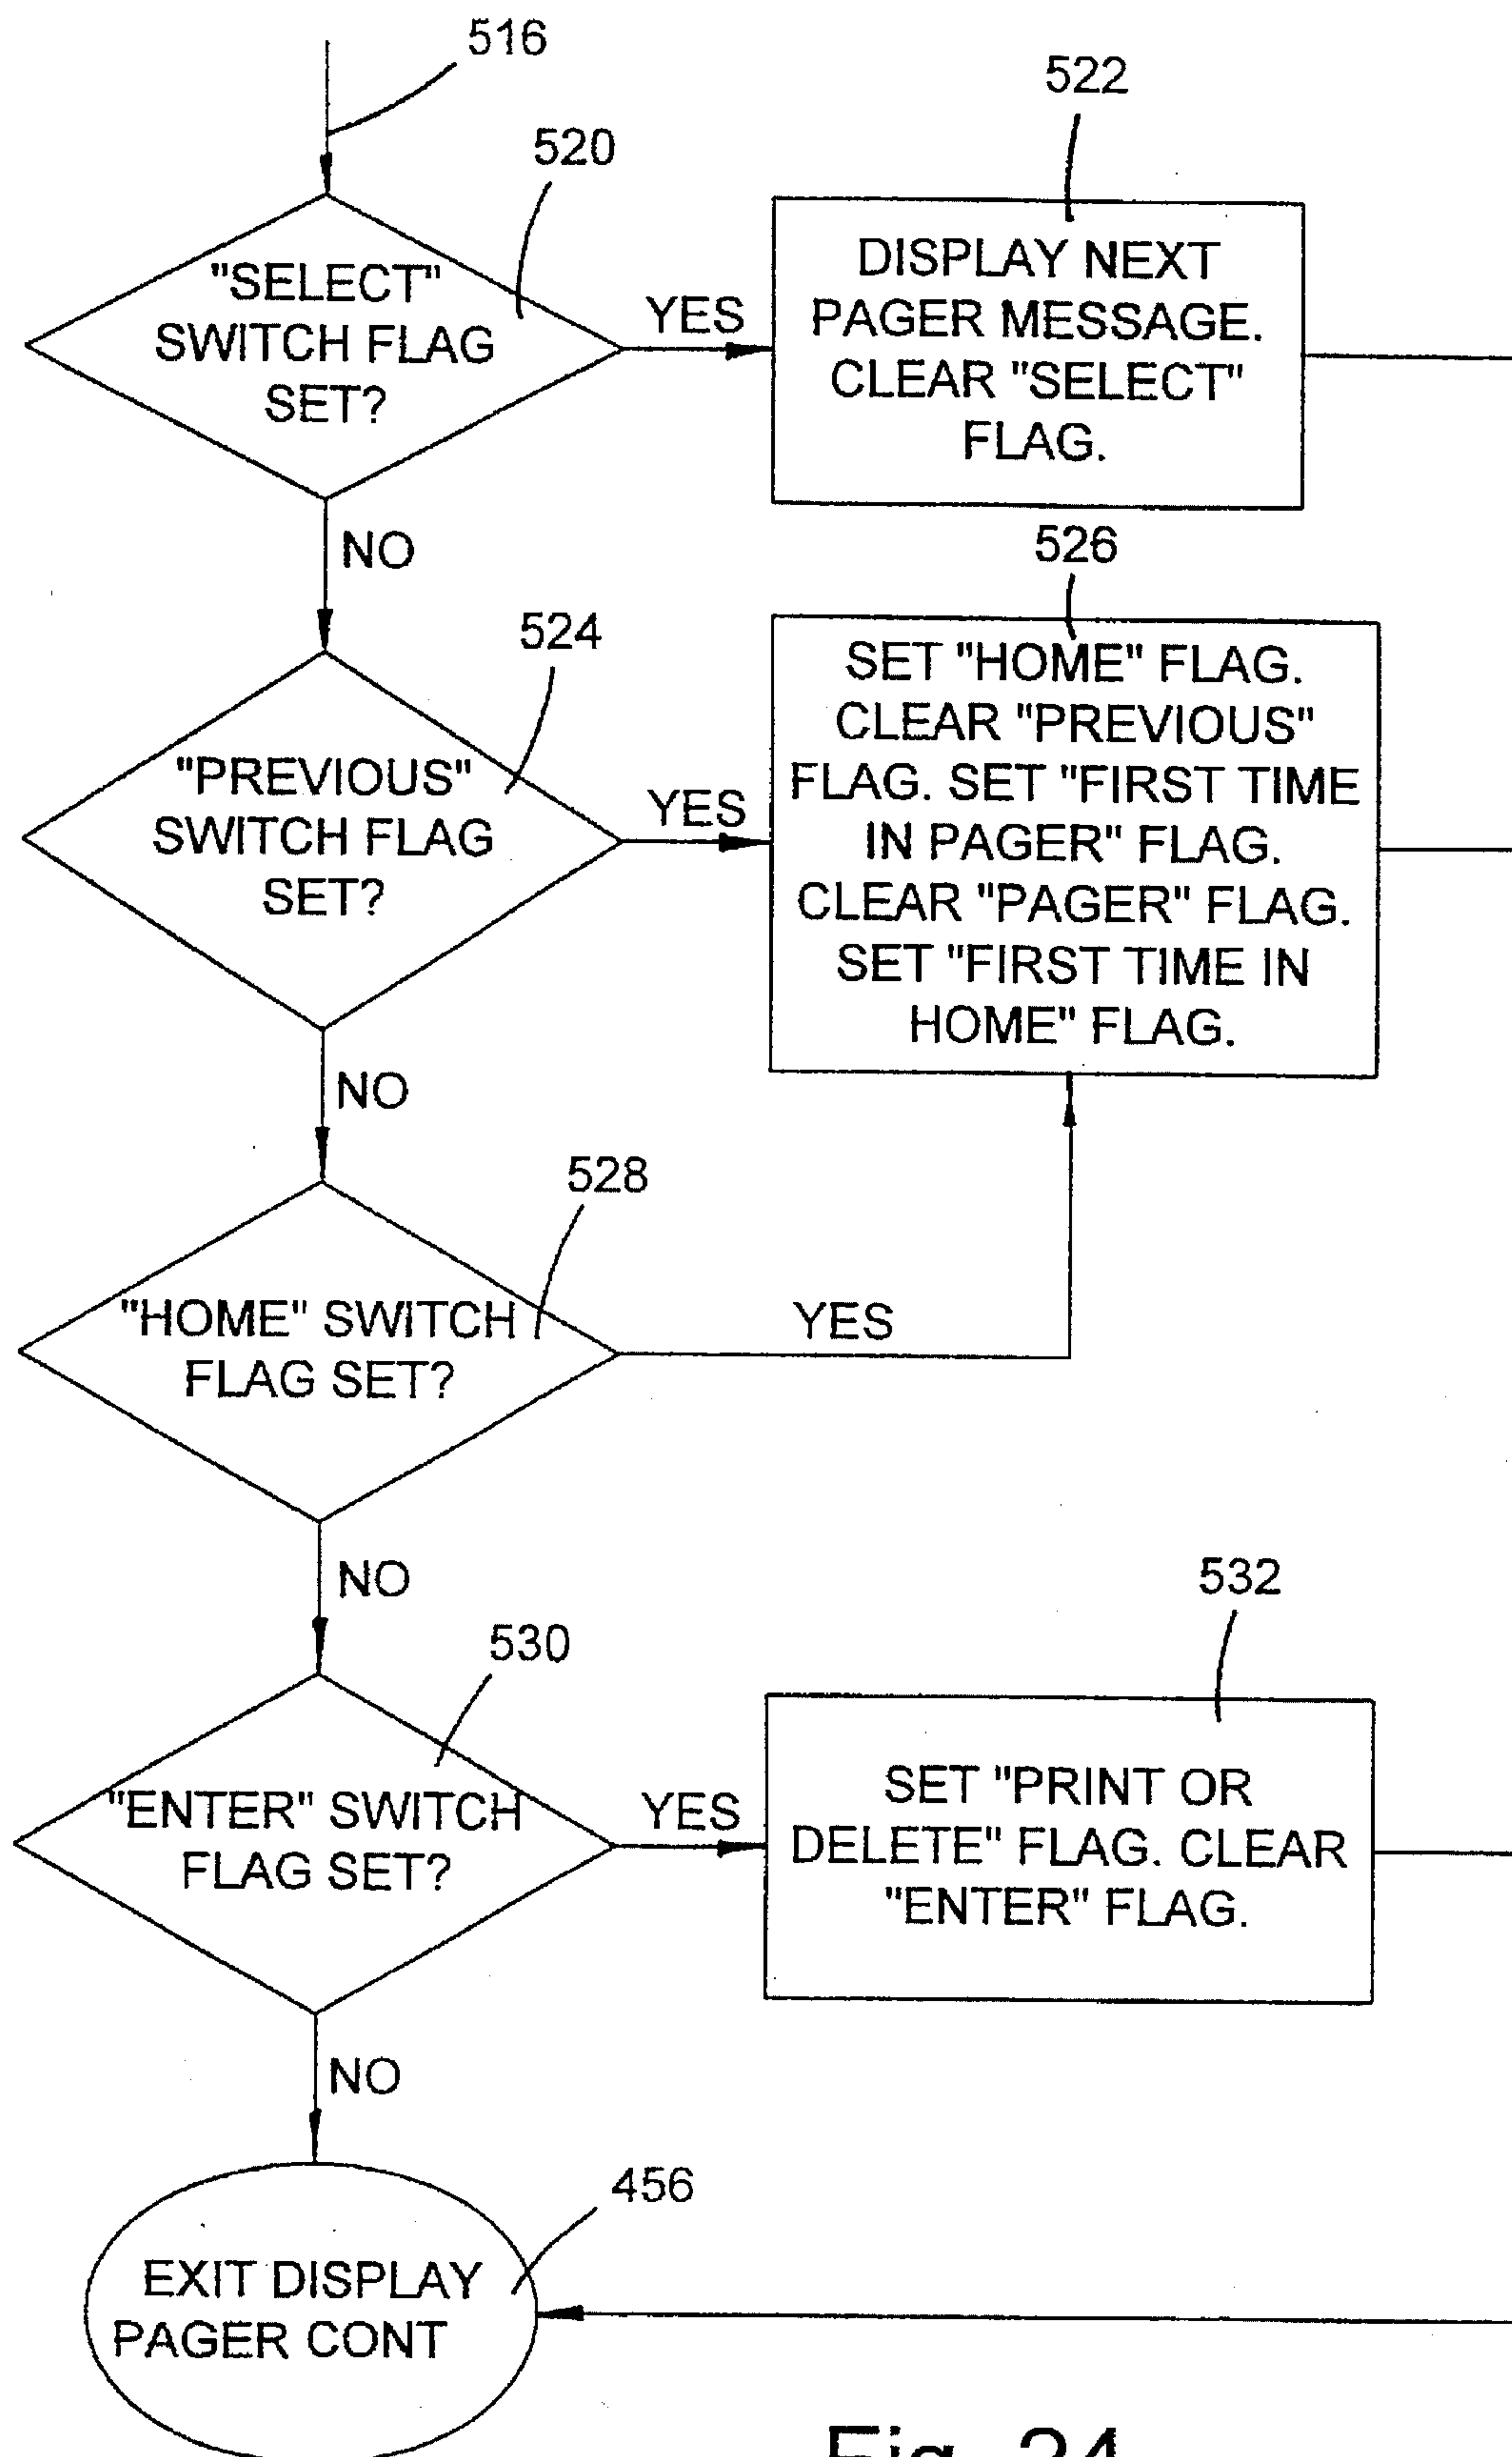 516
520
"SELECT"
SWITCH FLAG
SET?
YES
522
DISPLAY NEXT
PAGER MESSAGE.
CLEAR "SELECT"
FLAG.
NO
524
"PREVIOUS"
SWITCH FLAG
SET?
YES
526
SET "HOME" FLAG.
CLEAR "PREVIOUS"
FLAG. SET "FIRST TIME
IN PAGER" FLAG.
CLEAR "PAGER" FLAG.
SET "FIRST TIME IN
HOME" FLAG.
NO
528
"HOME" SWITCH
FLAG SET?
YES
NO
530
"ENTER" SWITCH
FLAG SET?
YES
532
SET "PRINT OR
DELETE" FLAG. CLEAR
"ENTER" FLAG.
NO
456
EXIT DISPLAY
PAGER CONT
Fig. 24